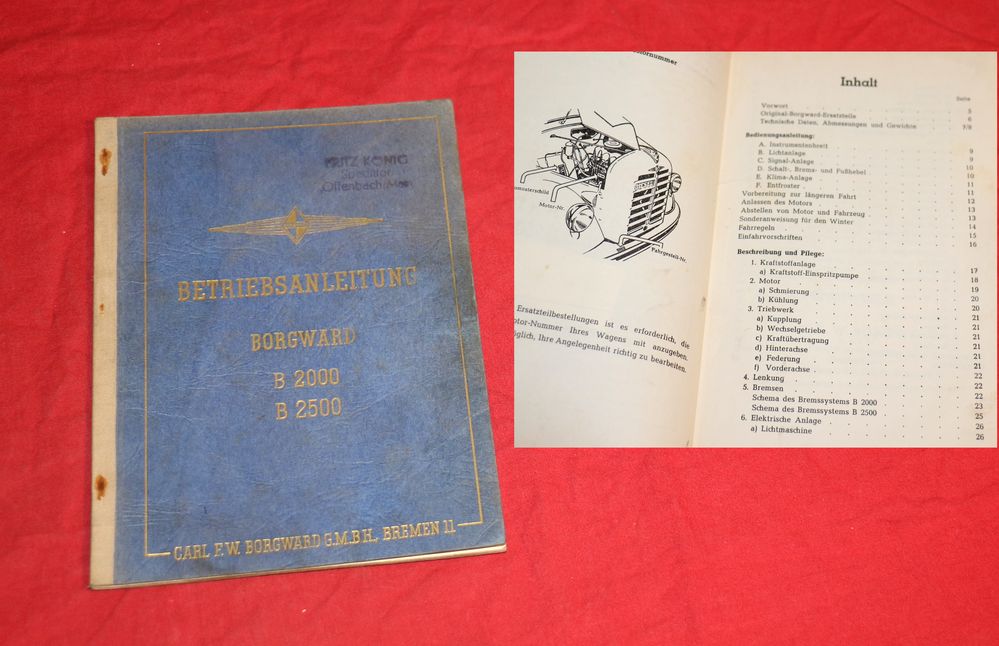 FRITZ KÖNIG
Spediteur
Offenbach/Main
BETRIEBSANLEITUNG
BORGWARD
B 2000
B 2500
CARL F.W. BORGWARD G.M.B.H., BREMEN 11
Motor-Nr.
Fahrgestell-Nr.
Ersatzteilbestellungen ist es erforderlich, die
Nummer Ihres Wagens mit anzugeben.
Ihre Angelegenheit richtig zu bearbeiten.
Inhalt
Seite
Vorwort 5
Original-Borgward-Ersatzteile 6
Technische Daten, Abmessungen und Gewichte 7/8
Bedienungsanleitung:
A. Instrumentenbrett 9
B. Lichtanlage 9
C. Signal-Anlage 10
D. Schalt-, Brems- und Fußhebel 10
E. Klima-Anlage 11
F. Entfroster 11
Vorbereitung zur längeren Fahrt 12
Anlassen des Motors 13
Abstellen von Motor und Fahrzeug 13
Sonderanweisung für den Winter 14
Fahrregeln 15
Einfahrvorschriften 16
Beschreibung und Pflege:
1. Kraftstoffanlage 17
a) Kraftstoff-Einspritzpumpe 18
2. Motor 19
a) Schmierung 20
b) Kühlung 20
3. Triebwerk 21
a) Kupplung 21
b) Wechselgetriebe 21
c) Kraftübertragung 21
d) Hinterachse 21
e) Federung 21
f) Vorderachse 22
4. Lenkung 22
5. Bremsen 22
Schema des Bremssystems B 2000 23
Schema des Bremssystems B 2500 25
6. Elektrische Anlage 26
a) Lichtmaschine 26